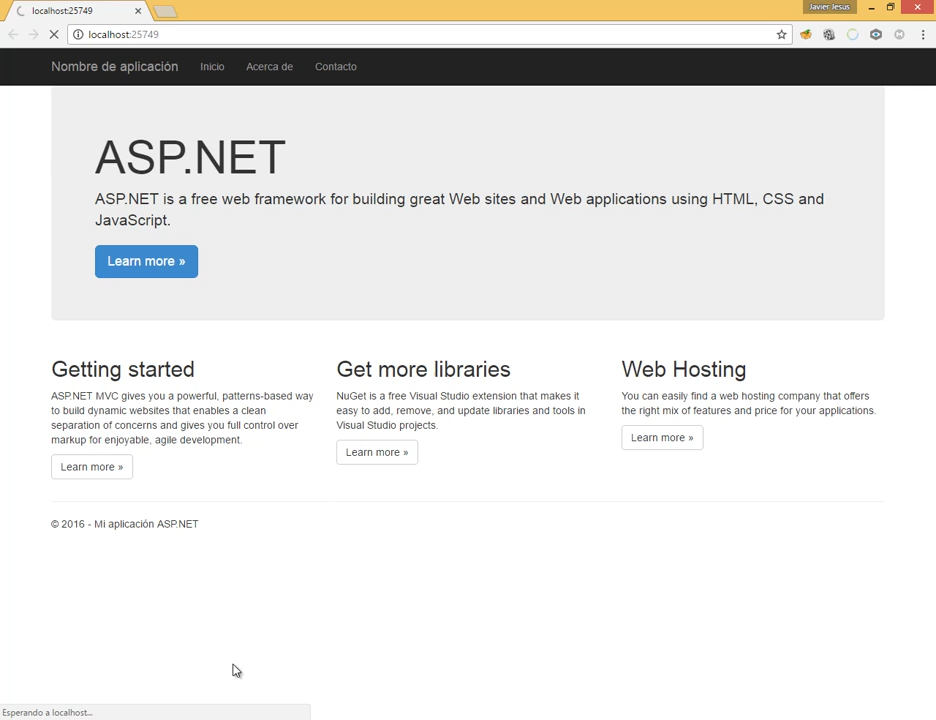 localhost:25749
Javier Jesus
localhost:25749
Nombre de aplicación
Inicio
Acerca de
Contacto
ASP.NET
ASP.NET is a free web framework for building great Web sites and Web applications using HTML, CSS and
JavaScript.
Learn more »
Getting started
ASP.NET MVC gives you a powerful, patterns-based way
to build dynamic websites that enables a clean
separation of concerns and gives you full control over
markup for enjoyable, agile development.
Learn more »
Get more libraries
NuGet is a free Visual Studio extension that makes it
easy to add, remove, and update libraries and tools in
Visual Studio projects.
Learn more »
Web Hosting
You can easily find a web hosting company that offers
the right mix of features and price for your applications.
Learn more »
© 2016 - Mi aplicación ASP.NET
Esperando a localhost...